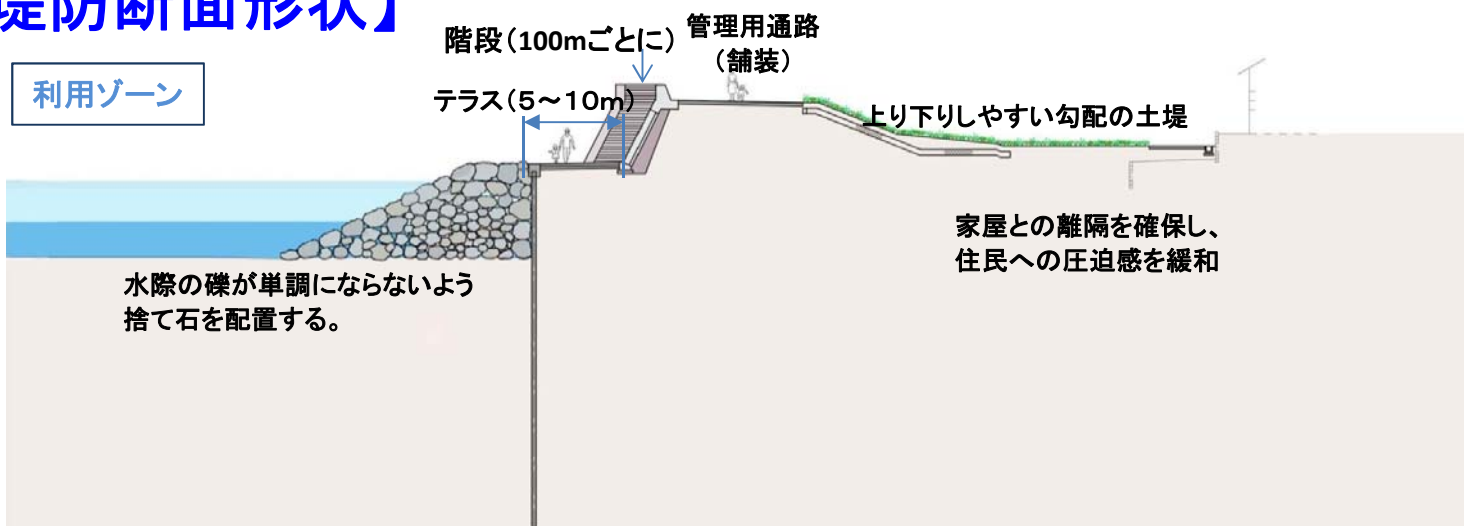 堤防断面形状】
利用ゾーン
階段（100mごとに）
管理用通路
（舗装）
テラス（５～１０ｍ）
上り下りしやすい勾配の土堤
家屋との離隔を確保し、
住民への圧迫感を緩和
水際の礫が単調にならないよう
捨て石を配置する。